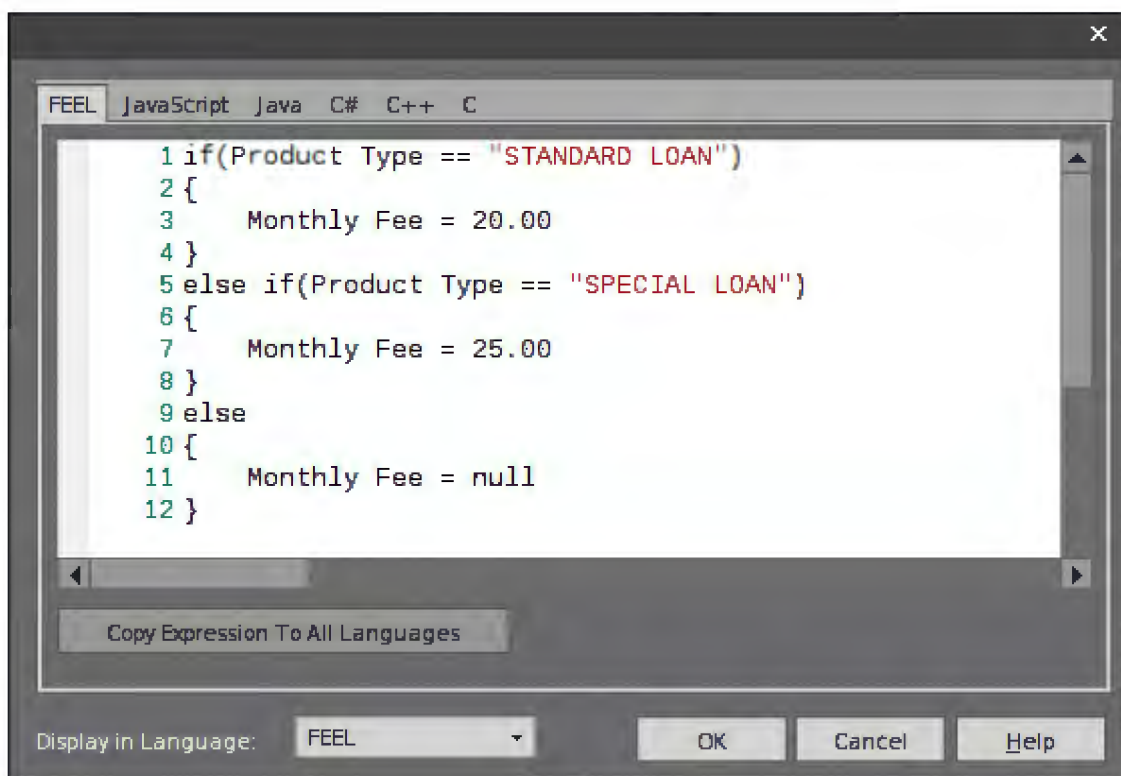 ×
FEEL JavaScript Java C# C++ C
1 if(Product Type == "STANDARD LOAN")
2 {
3 Monthly Fee = 20.00
4 }
5 else if(Product Type == "SPECIAL LOAN")
6 {
7 Monthly Fee = 25.00
8 }
9 else
10 {
11 Monthly Fee = null
12 }
Copy Expression To All Languages
Display in Language: FEEL OK Cancel Help